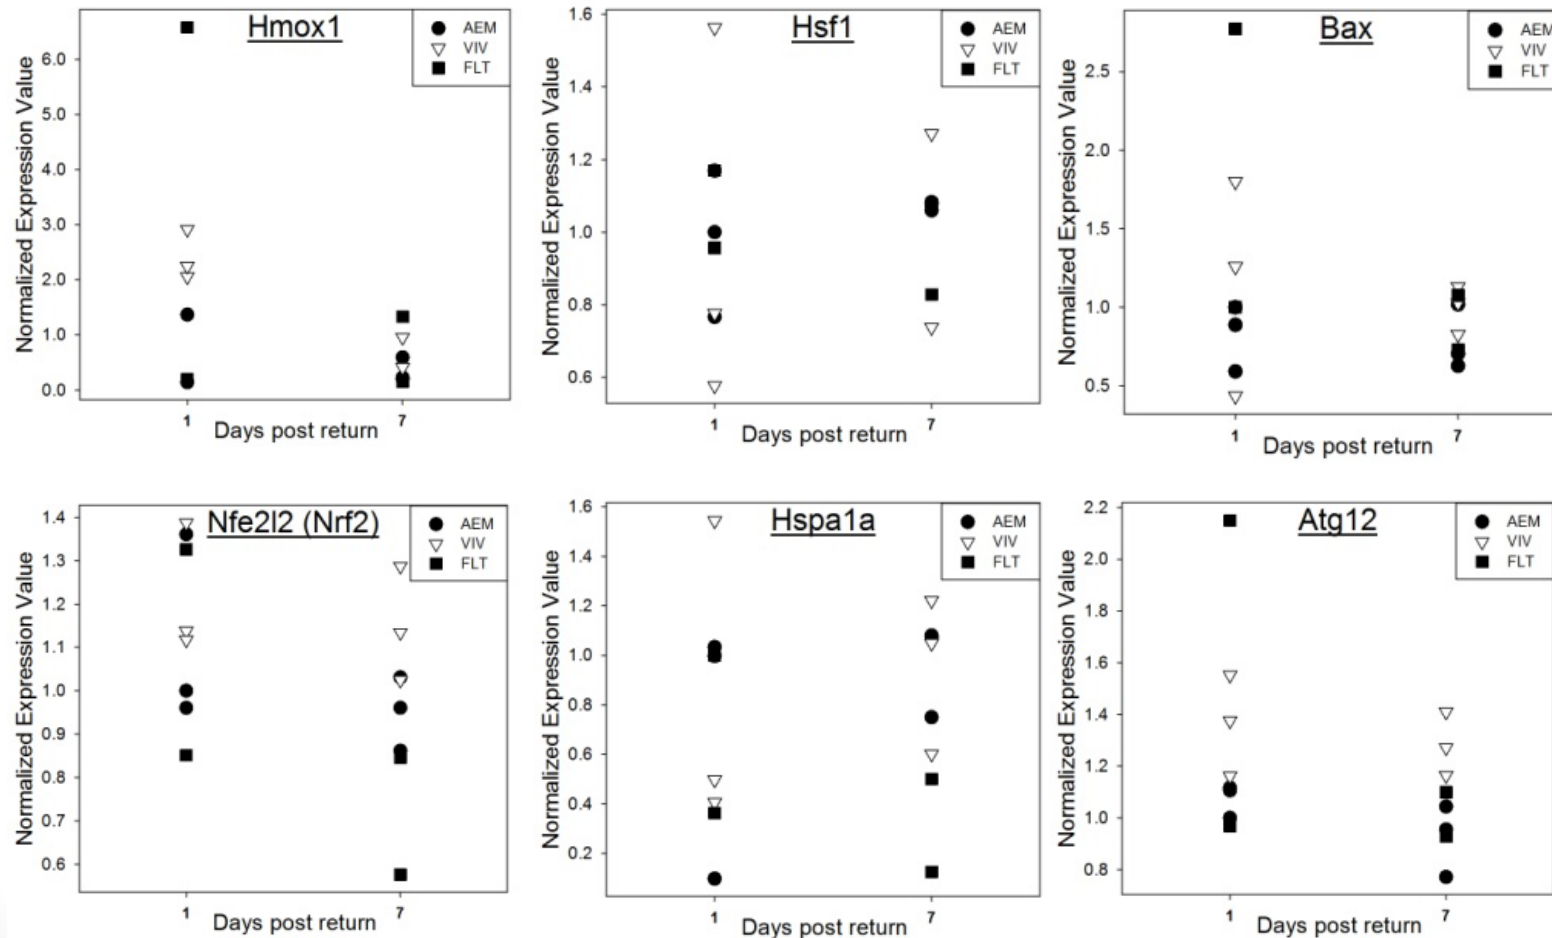 Hmox1
AEM
VIV
FLT
Normalized Expression Value
6.0
5.0
4.0
3.0
2.0
1.0
0.0
1
7
Days post return
Hsf1
AEM
VIV
FLT
Normalized Expression Value
1.6
1.4
1.2
1.0
0.8
0.6
1
7
Days post return
Bax
AEM
VIV
FLT
Normalized Expression Value
2.5
2.0
1.5
1.0
0.5
1
7
Days post return
Nfe2l2 (Nrf2)
AEM
VIV
FLT
Normalized Expression Value
1.4
1.3
1.2
1.1
1.0
0.9
0.8
0.7
0.6
1
7
Days post return
Hspa1a
AEM
VIV
FLT
Normalized Expression Value
1.6
1.4
1.2
1.0
0.8
0.6
0.4
0.2
1
7
Days post return
Atg12
AEM
VIV
FLT
Normalized Expression Value
2.2
2.0
1.8
1.6
1.4
1.2
1.0
0.8
1
7
Days post return